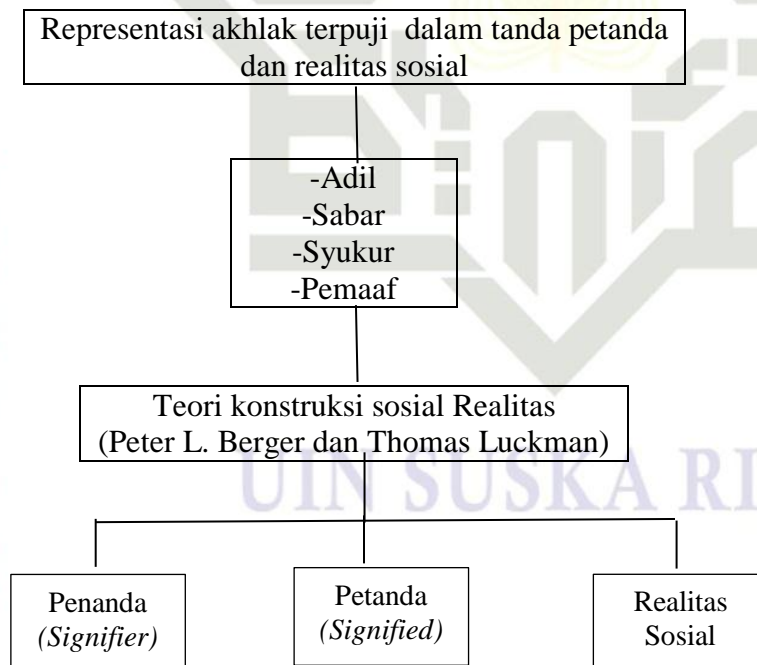 Representasi akhlak terpuji dalam tanda petanda
dan realitas sosial
-Adil
-Sabar
-Syukur
-Pemaaf
Teori konstruksi sosial Realitas
(Peter L. Berger dan Thomas Luckman)
UIN SUSKA RI
Penanda
(Signifier)
Petanda
(Signified)
Realitas
Sosial